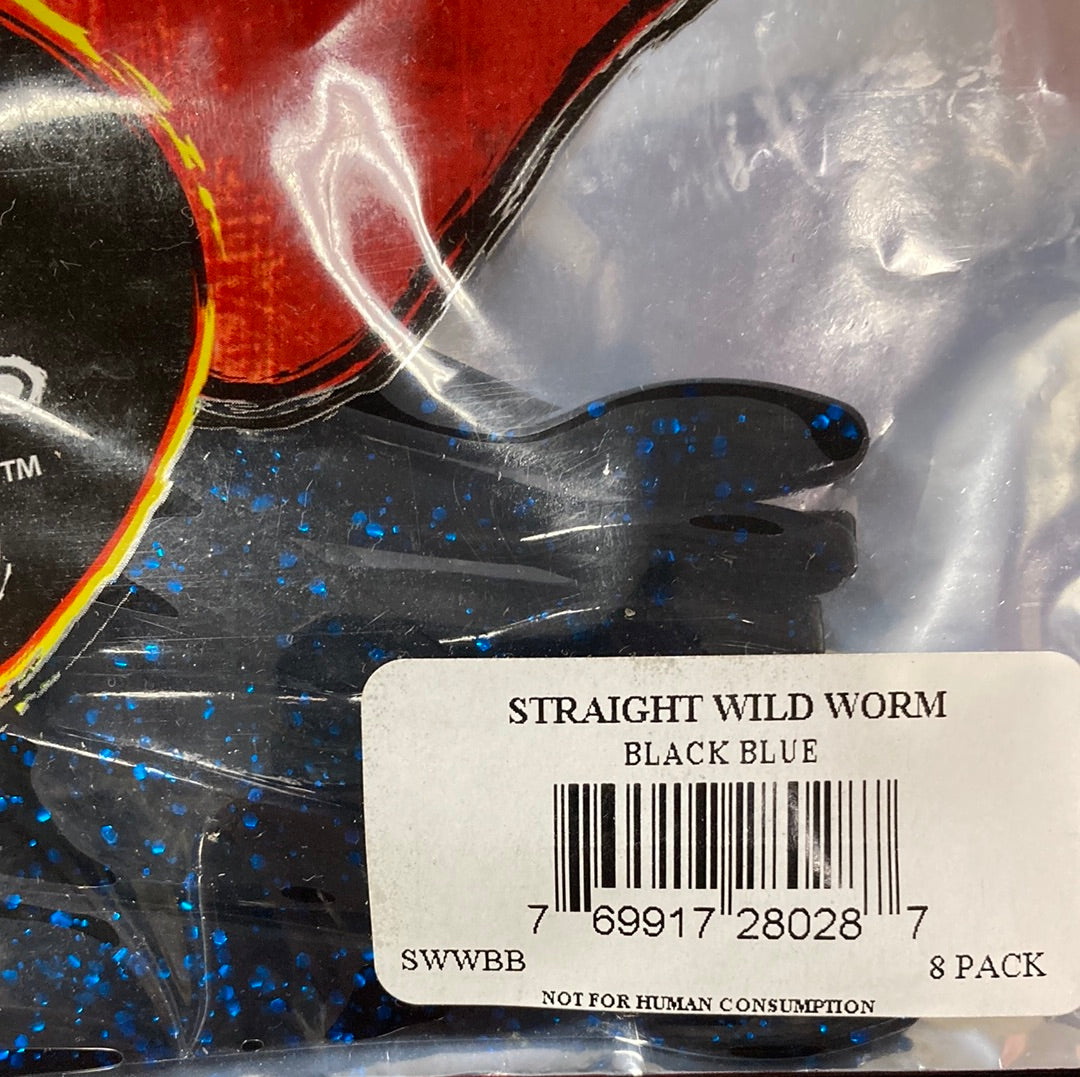 TM
STRAIGHT WILD WORM
BLACK BLUE
7 69917 28028 7
SWWBB
8 PACK
NOT FOR HUMAN CONSUMPTION